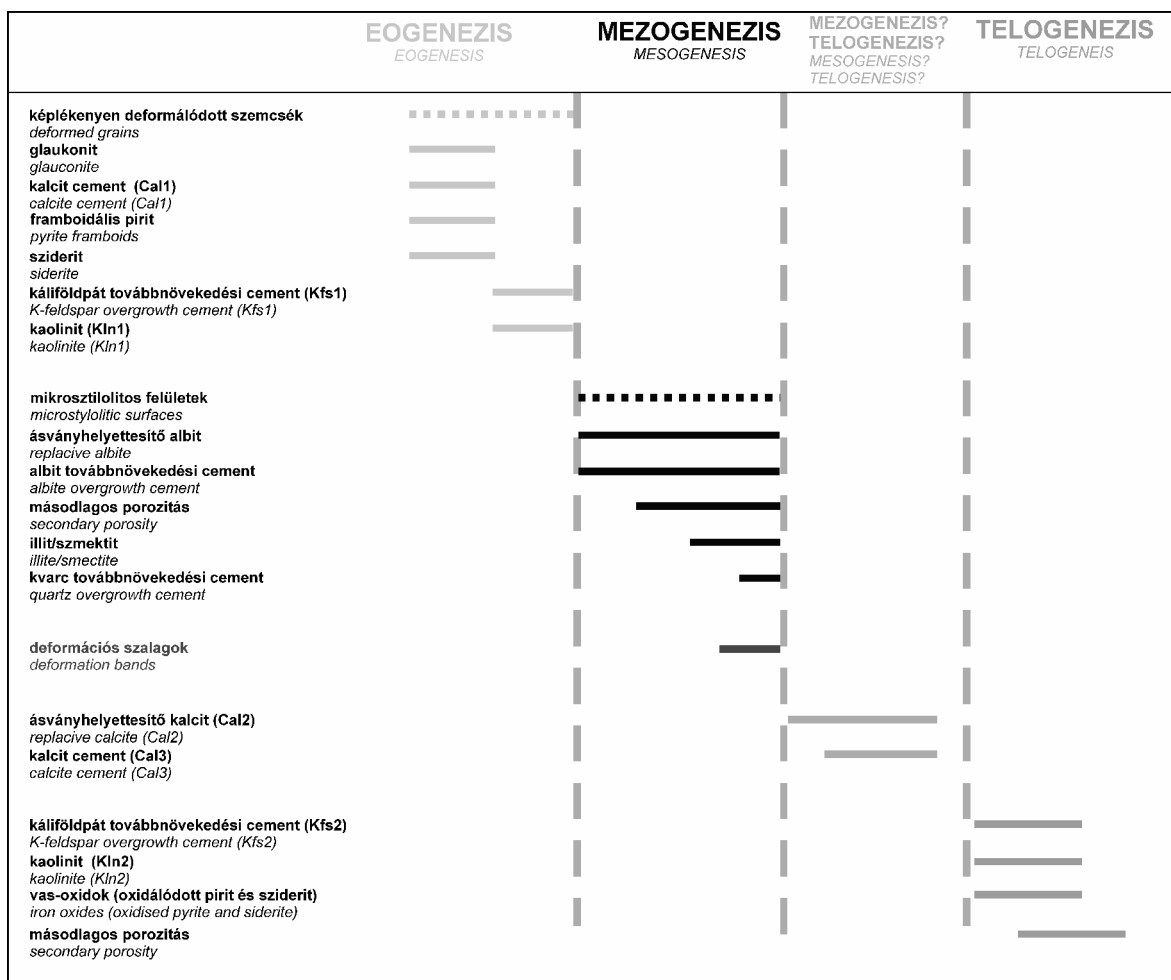 EOGENEZIS
EOGENESIS
MEZOGENEZIS
MESOGENESIS
MEZOGENEZIS?
TELOGENEZIS?
MESOGENESIS?
TELOGENESIS?
TELOGENEZIS
TELOGENEIS
képlékenyen deformálódott szemcsék
deformed grains
glaukonit
glauconite
kalcit cement (Cal1)
calcite cement (Cal1)
framboidális pirit
pyrite framboids
sziderit
siderite
káliföldpát továbbnövekedési cement (Kfs1)
K-feldspar overgrowth cement (Kfs1)
kaolinit (Kln1)
kaolinite (Kln1)
mikrosztilolitos felületek
microstylolitic surfaces
ásványhelyettesítő albit
replacive albite
albit továbbnövekedési cement
albite overgrowth cement
másodlagos porozitás
secondary porosity
illit/szmektit
illite/smectite
kvarc továbbnövekedési cement
quartz overgrowth cement
deformációs szalagok
deformation bands
ásványhelyettesítő kalcit (Cal2)
replacive calcite (Cal2)
kalcit cement (Cal3)
calcite cement (Cal3)
káliföldpát továbbnövekedési cement (Kfs2)
K-feldspar overgrowth cement (Kfs2)
kaolinit (Kln2)
kaolinite (Kln2)
vas-oxidok (oxidálódott pirit és sziderit)
iron oxides (oxidised pyrite and siderite)
másodlagos porozitás
secondary porosity